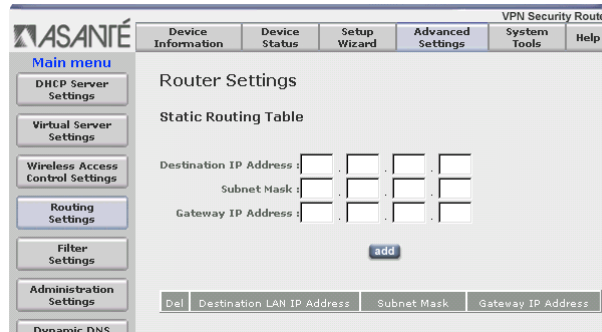 VPN Security Route
ASANTÉ
Device Information
Device Status
Setup Wizard
Advanced Settings
System Tools
Help
Main menu
DHCP Server
Settings
Virtual Server
Settings
Wireless Access
Control Settings
Routing
Settings
Filter
Settings
Administration
Settings
Dynamic DNS
Router Settings
Static Routing Table
Destination IP Address : . . .
Subnet Mask : . . .
Gateway IP Address : . . .
add
Del Destination LAN IP Address Subnet Mask Gateway IP Address